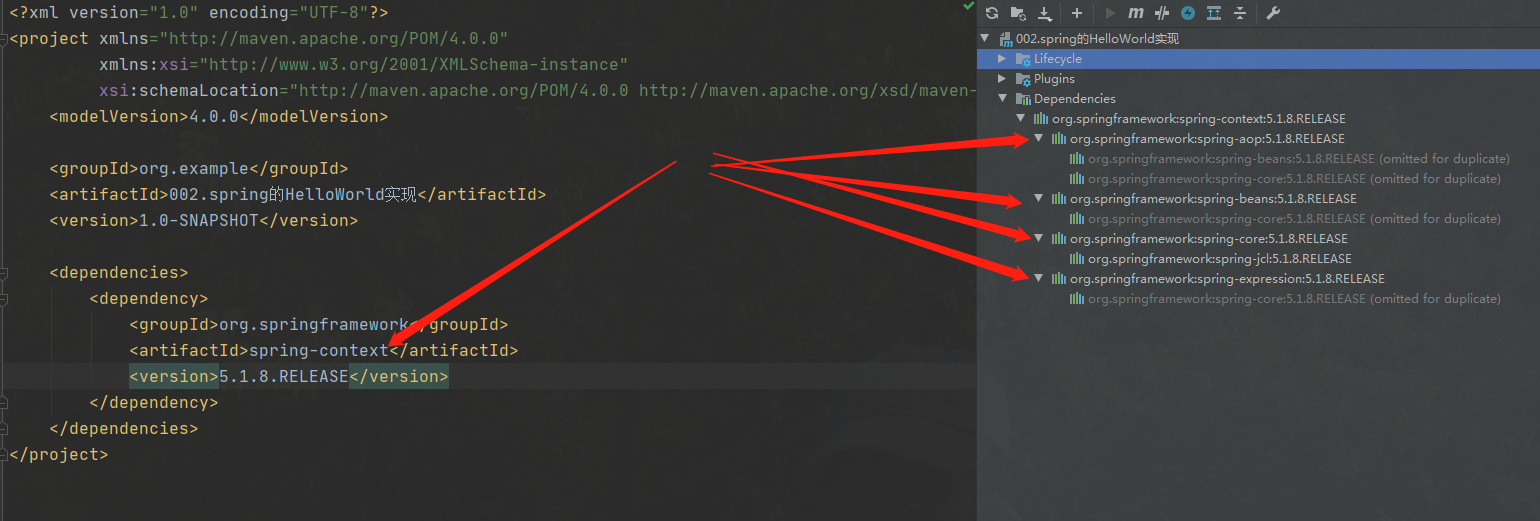 <?xml version="1.0" encoding="UTF-8"?>
<project xmlns="http://maven.apache.org/POM/4.0.0"
xmlns:xsi="http://www.w3.org/2001/XMLSchema-instance"
xsi:schemaLocation="http://maven.apache.org/POM/4.0.0 http://maven.apache.org/xsd/maven-
<modelVersion>4.0.0</modelVersion>
<groupId>org.example</groupId>
<artifactId>002.spring的HelloWorld实现</artifactId>
<version>1.0-SNAPSHOT</version>
<dependencies>
<dependency>
<groupId>org.springframework</groupId>
<artifactId>spring-context</artifactId>
<version>5.1.8.RELEASE</version>
</dependency>
</dependencies>
</project>
m
002.spring的HelloWorld实现
Lifecycle
Plugins
Dependencies
org.springframework:spring-context:5.1.8.RELEASE
org.springframework:spring-aop:5.1.8.RELEASE
org.springframework:spring-beans:5.1.8.RELEASE (omitted for duplicate)
org.springframework:spring-core:5.1.8.RELEASE (omitted for duplicate)
org.springframework:spring-beans:5.1.8.RELEASE
org.springframework:spring-core:5.1.8.RELEASE (omitted for duplicate)
org.springframework:spring-core:5.1.8.RELEASE
org.springframework:spring-jcl:5.1.8.RELEASE
org.springframework:spring-expression:5.1.8.RELEASE
org.springframework:spring-core:5.1.8.RELEASE (omitted for duplicate)